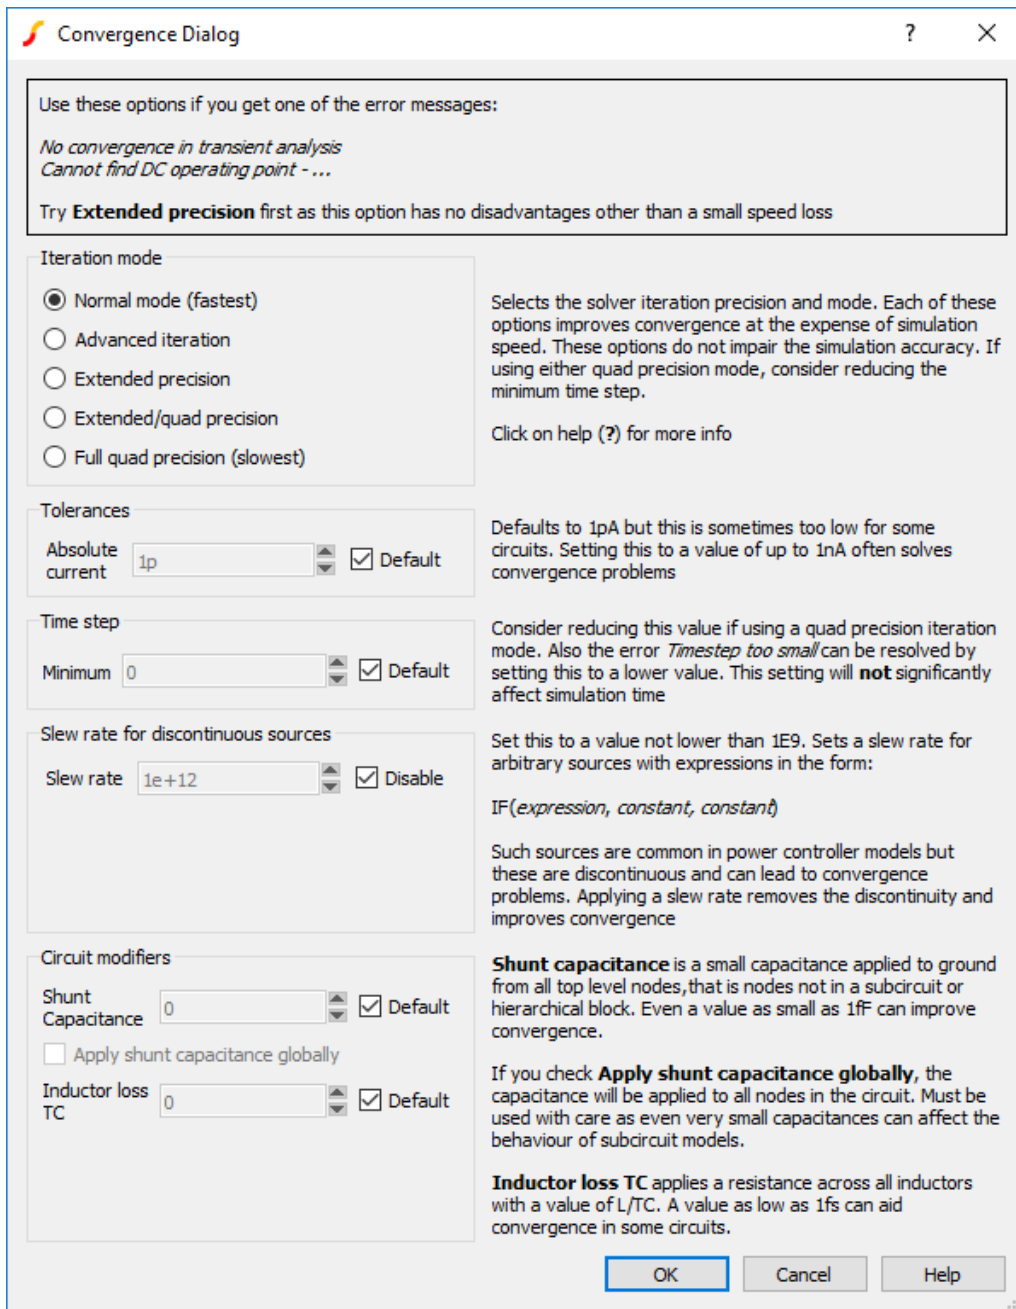 Convergence Dialog
?
Use these options if you get one of the error messages:
No convergence in transient analysis
Cannot find DC operating point - ...
Try Extended precision first as this option has no disadvantages other than a small speed loss
Iteration mode
Normal mode (fastest)
Advanced iteration
Extended precision
Extended/quad precision
Full quad precision (slowest)
Selects the solver iteration precision and mode. Each of these
options improves convergence at the expense of simulation
speed. These options do not impair the simulation accuracy. If
using either quad precision mode, consider reducing the
minimum time step.
Click on help (?) for more info
Tolerances
Absolute
current
1p
Default
Defaults to 1pA but this is sometimes too low for some
circuits. Setting this to a value of up to 1nA often solves
convergence problems
Time step
Minimum
0
Default
Consider reducing this value if using a quad precision iteration
mode. Also the error Timestep too small can be resolved by
setting this to a lower value. This setting will not significantly
affect simulation time
Slew rate for discontinuous sources
Slew rate
1e+12
Disable
Set this to a value not lower than 1E9. Sets a slew rate for
arbitrary sources with expressions in the form:
IF(expression, constant, constant)
Such sources are common in power controller models but
these are discontinuous and can lead to convergence
problems. Applying a slew rate removes the discontinuity and
improves convergence
Circuit modifiers
Shunt
Capacitance
0
Default
Apply shunt capacitance globally
Inductor loss
TC
0
Default
Shunt capacitance is a small capacitance applied to ground
from all top level nodes,that is nodes not in a subcircuit or
hierarchical block. Even a value as small as 1fF can improve
convergence.
If you check Apply shunt capacitance globally, the
capacitance will be applied to all nodes in the circuit. Must be
used with care as even very small capacitances can affect the
behaviour of subcircuit models.
Inductor loss TC applies a resistance across all inductors
with a value of L/TC. A value as low as 1fs can aid
convergence in some circuits.
OK
Cancel
Help